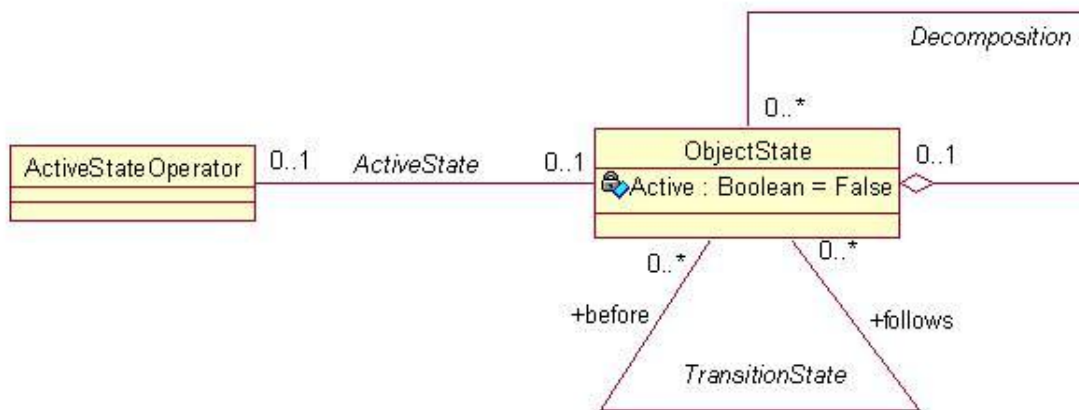 Decomposition
0..*
ActiveStateOperator
0..1
ActiveState
0..1
ObjectState
0..1
Active : Boolean = False
0..*
0..*
+before
+follows
TransitionState